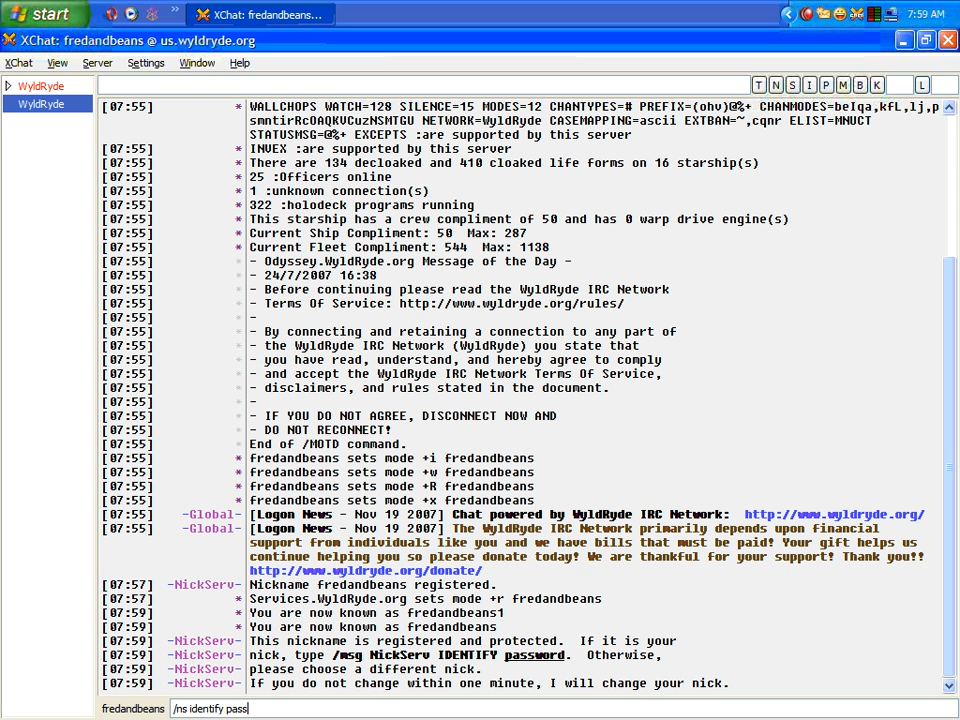 start
XChat: fredandbeans...
7:59 AM
XChat: fredandbeans @ us.wyldryde.org
XChat View Server Settings Window Help
WyldRyde
WyldRyde
T N S I P M B K L
[07:55] * WALLCHOPS WATCH=128 SILENCE=15 MODES=12 CHANTYPES=# PREFIX=(ohv)@%+ CHANMODES=beIqa,kfL,lj,p
smntirRcOAQKVCuzNSMTGU NETWORK=WyldRyde CASEMAPPING=ascii EXTBAN=~,cqnr ELIST=MNUCT
STATUSMSG=@%+ EXCEPTS :are supported by this server
[07:55] * INVEX :are supported by this server
[07:55] * There are 134 decloaked and 410 cloaked life forms on 16 starship(s)
[07:55] * 25 :Officers online
[07:55] * 1 :unknown connection(s)
[07:55] * 322 :holodeck programs running
[07:55] * This starship has a crew compliment of 50 and has 0 warp drive engine(s)
[07:55] * Current Ship Compliment: 50 Max: 287
[07:55] * Current Fleet Compliment: 544 Max: 1138
[07:55] * - Odyssey.WyldRyde.org Message of the Day -
[07:55] * - 24/7/2007 16:38
[07:55] * - Before continuing please read the WyldRyde IRC Network
[07:55] * - Terms Of Service: http://www.wyldryde.org/rules/
[07:55] * -
[07:55] * - By connecting and retaining a connection to any part of
[07:55] * - the WyldRyde IRC Network (WyldRyde) you state that
[07:55] * - you have read, understand, and hereby agree to comply
[07:55] * - and accept the WyldRyde IRC Network Terms Of Service,
[07:55] * - disclaimers, and rules stated in the document.
[07:55] * -
[07:55] * - IF YOU DO NOT AGREE, DISCONNECT NOW AND
[07:55] * - DO NOT RECONNECT!
[07:55] * End of /MOTD command.
[07:55] * fredandbeans sets mode +i fredandbeans
[07:55] * fredandbeans sets mode +w fredandbeans
[07:55] * fredandbeans sets mode +R fredandbeans
[07:55] * fredandbeans sets mode +x fredandbeans
[07:55] -Global- [Logon News - Nov 19 2007] Chat powered by WyldRyde IRC Network: http://www.wyldryde.org/
[07:55] -Global- [Logon News - Nov 19 2007] The WyldRyde IRC Network primarily depends upon financial
support from individuals like you and we have bills that must be paid! Your gift helps us
continue helping you so please donate today! We are thankful for your support! Thank you!!
http://www.wyldryde.org/donate/
[07:57] -NickServ- Nickname fredandbeans registered.
[07:57] * Services.WyldRyde.org sets mode +r fredandbeans
[07:59] * You are now known as fredandbeans1
[07:59] * You are now known as fredandbeans
[07:59] -NickServ- This nickname is registered and protected. If it is your
[07:59] -NickServ- nick, type /msg NickServ IDENTIFY password. Otherwise,
[07:59] -NickServ- please choose a different nick.
[07:59] -NickServ- If you do not change within one minute, I will change your nick.
fredandbeans /ns identify pass